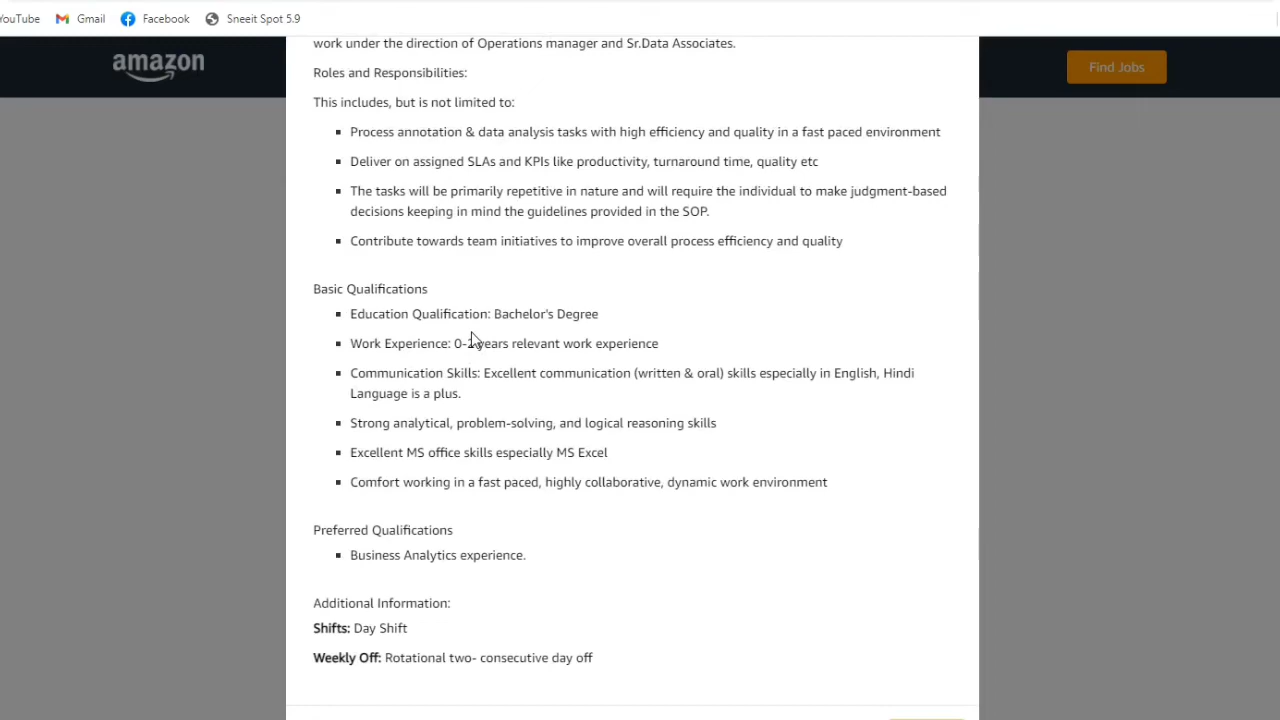 YouTube Gmail Facebook Sneeit Spot 5.9
amazon
Find Jobs
work under the direction of Operations manager and Sr.Data Associates.
Roles and Responsibilities:
This includes, but is not limited to:
Process annotation & data analysis tasks with high efficiency and quality in a fast paced environment
Deliver on assigned SLAs and KPIs like productivity, turnaround time, quality etc
The tasks will be primarily repetitive in nature and will require the individual to make judgment-based
decisions keeping in mind the guidelines provided in the SOP.
Contribute towards team initiatives to improve overall process efficiency and quality
Basic Qualifications
Education Qualification: Bachelor's Degree
Work Experience: years relevant work experience
Communication Skills: Excellent communication (written & oral) skills especially in English, Hindi
Language is a plus.
Strong analytical, problem-solving, and logical reasoning skills
Excellent MS office skills especially MS Excel
Comfort working in a fast paced, highly collaborative, dynamic work environment
Preferred Qualifications
Business Analytics experience.
Additional Information:
Shifts: Day Shift
Weekly Off: Rotational two- consecutive day off